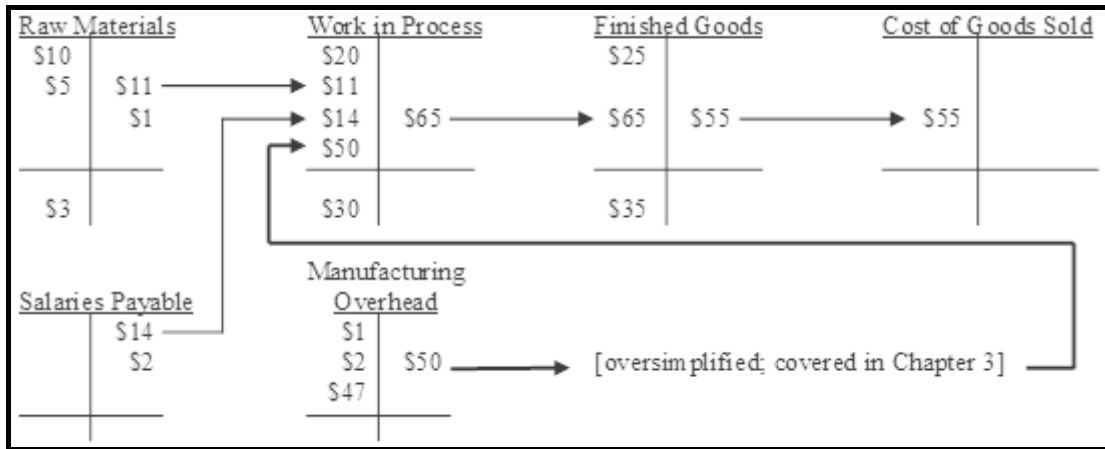 Raw Materials Work in Process Finished Goods Cost of Goods Sold
$10 $20 $25
$5 $11 $11
$1 $14 $65 $65 $55 $55
$50
$3 $30 $35
Manufacturing
Salaries Payable Overhead
$14 $1
$2 $2 $50 [oversimplified; covered in Chapter 3]
$47